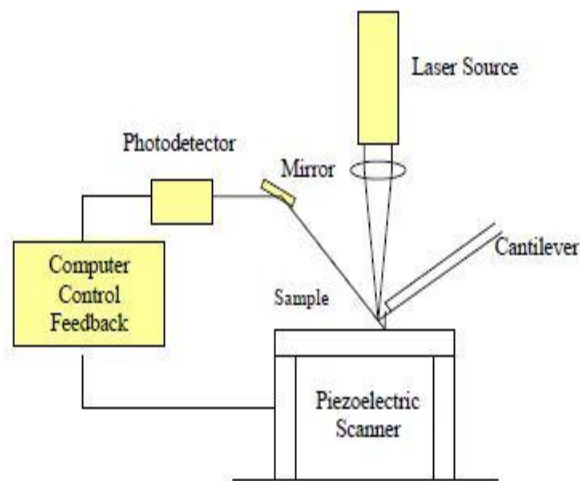 Laser Source
Photodetector
Mirror
Cantilever
Computer
Control
Feedback
Sample
Piezoelectric
Scanner